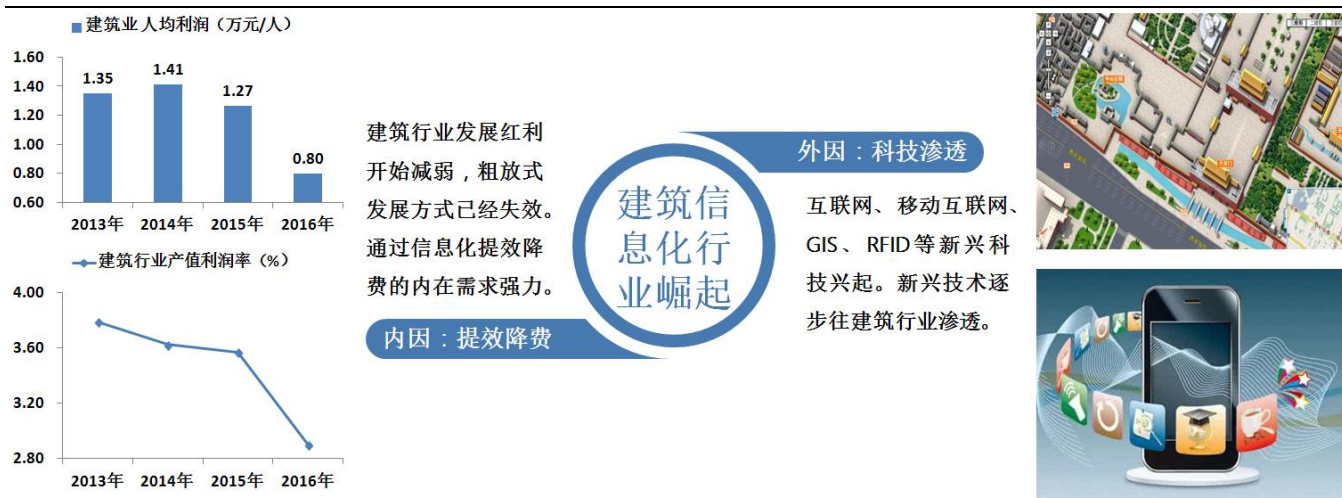 建筑业人均利润（万元/人）
1.60
1.40
1.20
1.00
0.80
0.60
1.35
1.41
1.27
0.80
2013年 2014年 2015年 2016年
建筑行业产值利润率（%）
4.00
3.60
3.20
2.80
2013年 2014年 2015年 2016年
建筑行业发展红利
开始减弱，粗放式
发展方式已经失效。
通过信息化提效降
费的内在需求强力。
内因：提效降费
建筑信
息化行
业崛起
外因：科技渗透
互联网、移动互联网、
GIS、RFID等新兴科
技兴起。新兴技术逐
步往建筑行业渗透。